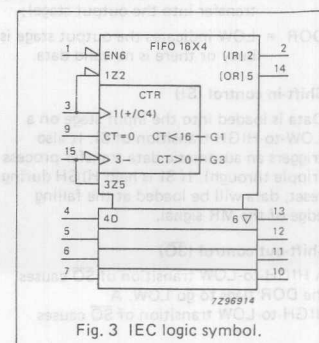 FIFO 16X4
1 EN6 [IR] 2 2
1Z2 [OR] 5 14
CTR
3 1(+/C4)
9 CT=0 CT<16 G1
15 3- CT>0 G3
3Z5
4 4D 6 13
5 12
6 11
7 10
7Z96914
Fig. 3 IEC logic symbol.